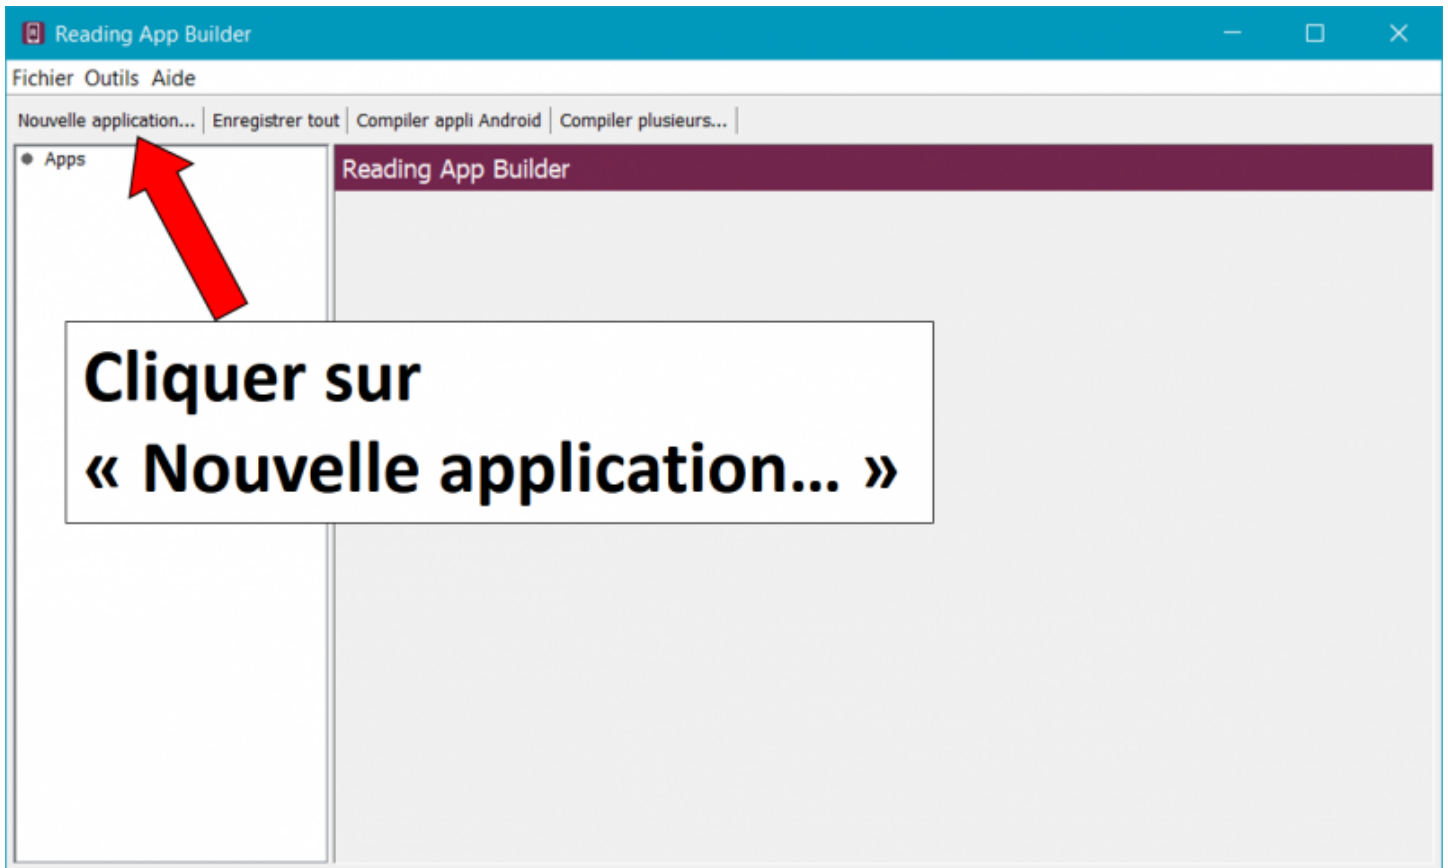 Reading App Builder
Fichier Outils Aide
Nouvelle application... Enregistrer tout Compiler appli Android Compiler plusieurs...
Apps
Reading App Builder
Cliquer sur
« Nouvelle application... »